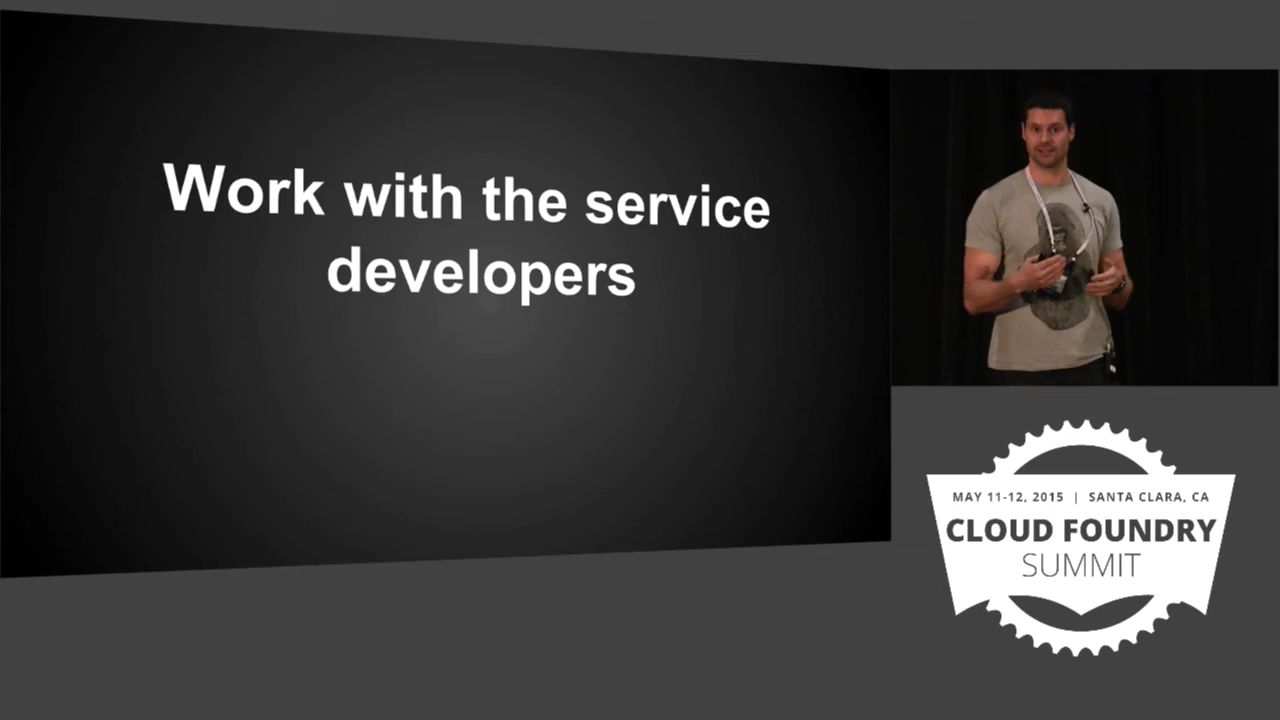 Work with the service
developers
MAY 11-12, 2015 | SANTA CLARA, CA
CLOUD FOUNDRY
SUMMIT